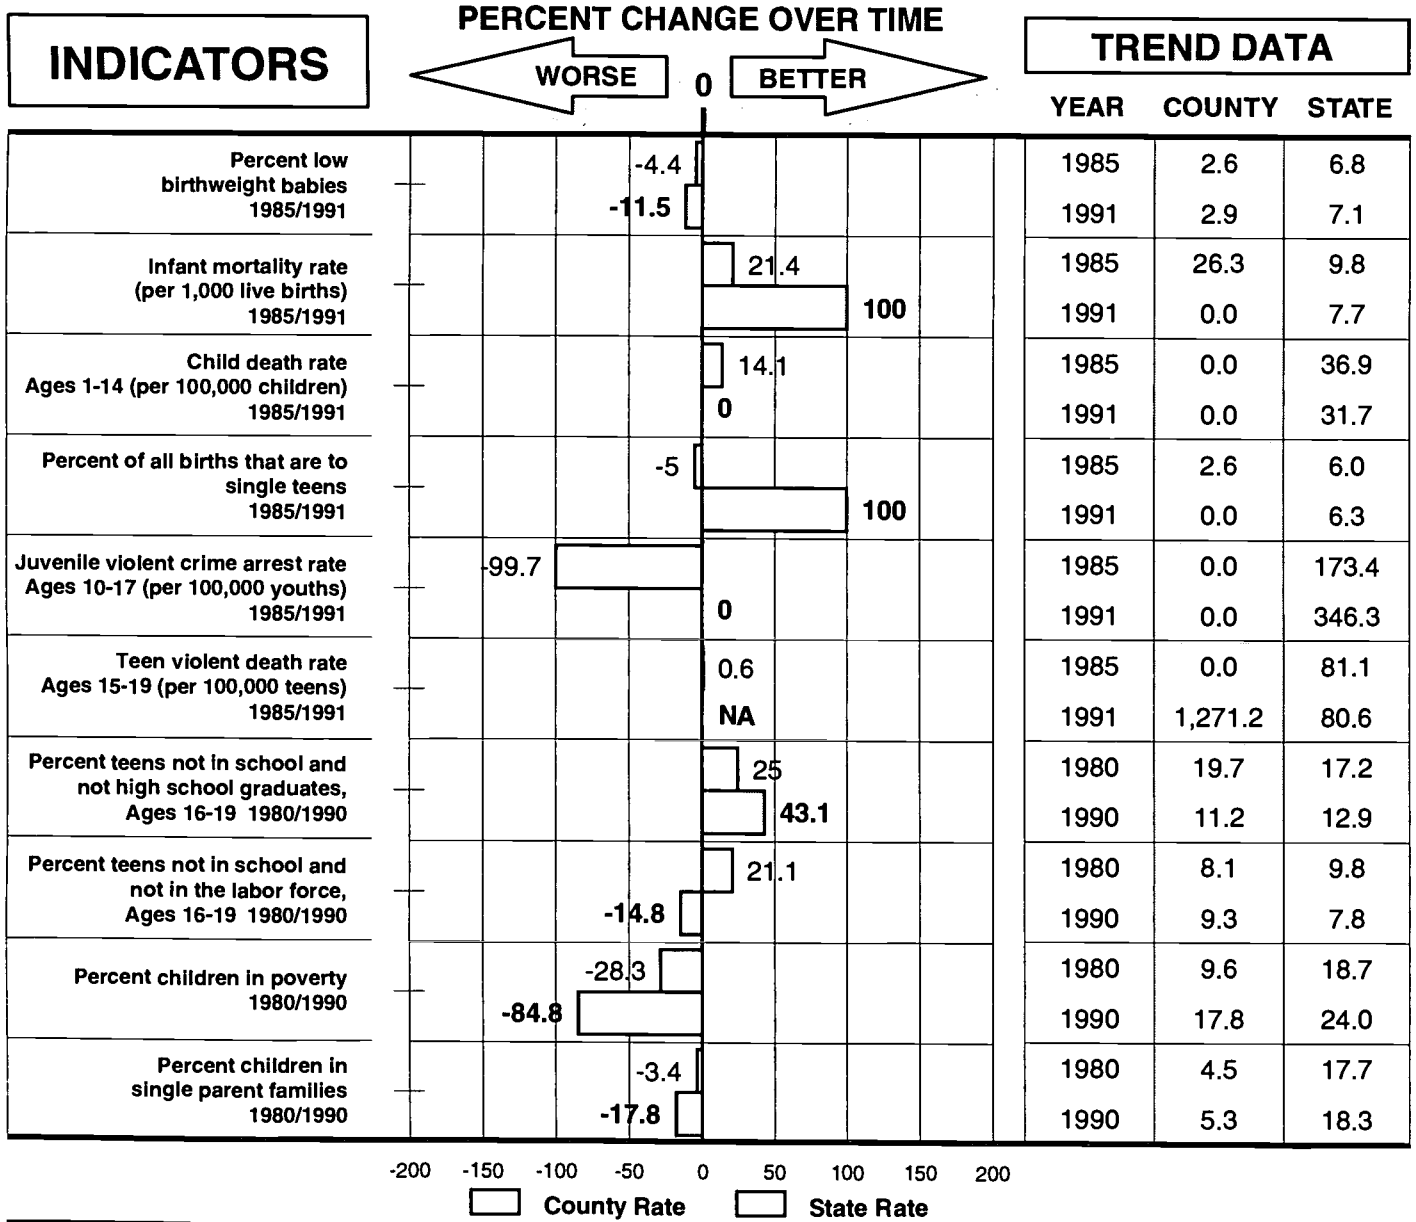 PERCENT CHANGE OVER TIME
INDICATORS
WORSE 0 BETTER
TREND DATA
YEAR COUNTY STATE
Percent low -4.4 1985 2.6 6.8
birthweight babies
1985/1991 -11.5 1991 2.9 7.1
Infant mortality rate 21.4 1985 26.3 9.8
(per 1,000 live births)
1985/1991 100 1991 0.0 7.7
Child death rate 14.1 1985 0.0 36.9
Ages 1-14 (per 100,000 children)
1985/1991 0 1991 0.0 31.7
Percent of all births that are to -5 1985 2.6 6.0
single teens
1985/1991 100 1991 0.0 6.3
Juvenile violent crime arrest rate -99.7 1985 0.0 173.4
Ages 10-17 (per 100,000 youths)
1985/1991 0 1991 0.0 346.3
Teen violent death rate 0.6 1985 0.0 81.1
Ages 15-19 (per 100,000 teens)
1985/1991 NA 1991 1,271.2 80.6
Percent teens not in school and 25 1980 19.7 17.2
not high school graduates,
Ages 16-19 1980/1990 43.1 1990 11.2 12.9
Percent teens not in school and 21.1 1980 8.1 9.8
not in the labor force,
Ages 16-19 1980/1990 -14.8 1990 9.3 7.8
Percent children in poverty -28.3 1980 9.6 18.7
1980/1990 -84.8 1990 17.8 24.0
Percent children in -3.4 1980 4.5 17.7
single parent families
1980/1990 -17.8 1990 5.3 18.3
-200 -150 -100 -50 0 50 100 150 200
County Rate State Rate